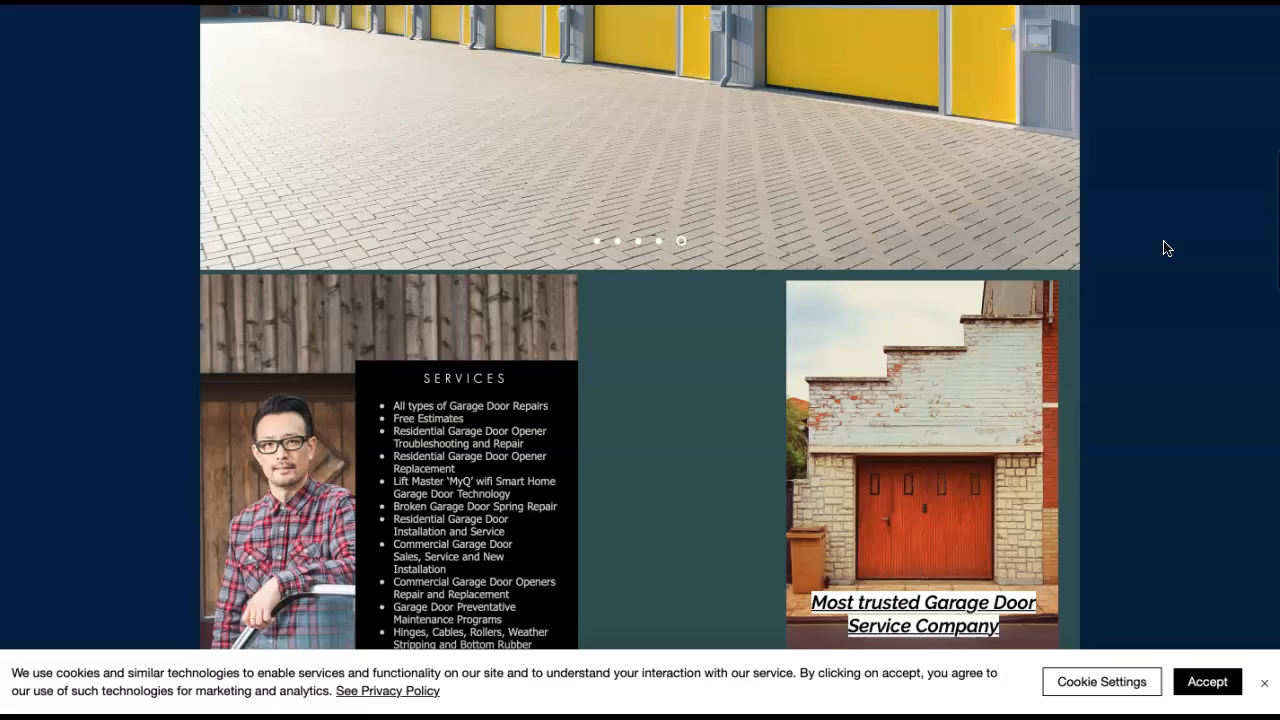 SERVICES
All types of Garage Door Repairs
Free Estimates
Residential Garage Door Opener
Troubleshooting and Repair
Residential Garage Door Opener
Replacement
Lift Master ‘MyQ’ wifi Smart Home
Garage Door Technology
Broken Garage Door Spring Repair
Residential Garage Door
Installation and Service
Commercial Garage Door
Sales, Service and New
Installation
Commercial Garage Door Openers
Repair and Replacement
Garage Door Preventative
Maintenance Programs
Hinges, Cables, Rollers, Weather
Stripping and Bottom Rubber
Most trusted Garage Door
Service Company
We use cookies and similar technologies to enable services and functionality on our site and to understand your interaction with our service. By clicking on accept, you agree to
our use of such technologies for marketing and analytics. See Privacy Policy
Cookie Settings
Accept